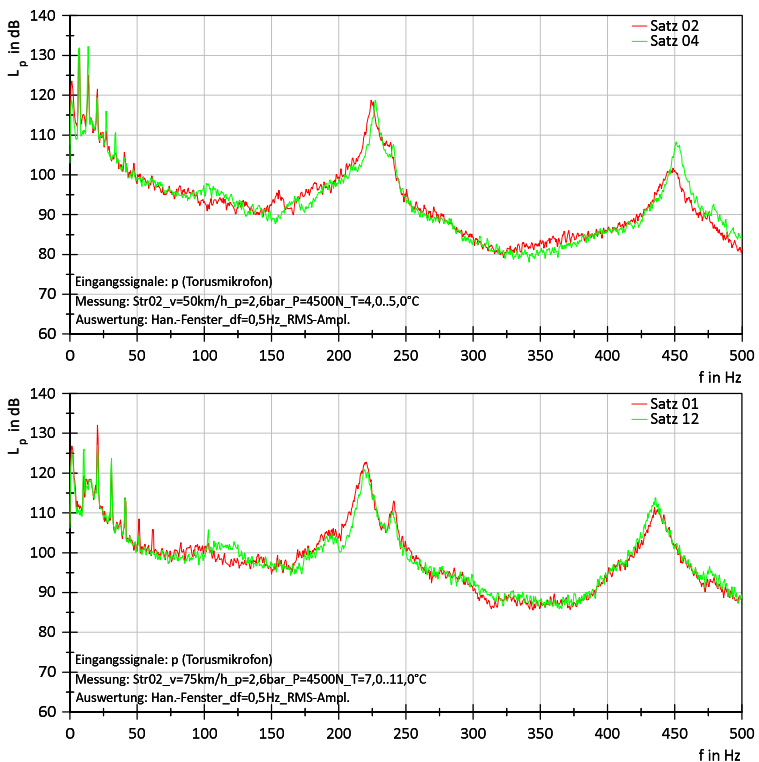 L_p in dB
140
130
120
110
100
90
80
70
60
Satz 02
Satz 04
Eingangssignale: p (Torusmikrofon)
Messung: Str02_v=50km/h_p=2,6bar_P=4500N_T=4,0..5,0°C
Auswertung: Han.-Fenster_df=0,5Hz_RMS-Ampl.
0 50 100 150 200 250 300 350 400 450 500
f in Hz
L_p in dB
140
130
120
110
100
90
80
70
60
Satz 01
Satz 12
Eingangssignale: p (Torusmikrofon)
Messung: Str02_v=75km/h_p=2,6bar_P=4500N_T=7,0..11,0°C
Auswertung: Han.-Fenster_df=0,5Hz_RMS-Ampl.
0 50 100 150 200 250 300 350 400 450 500
f in Hz